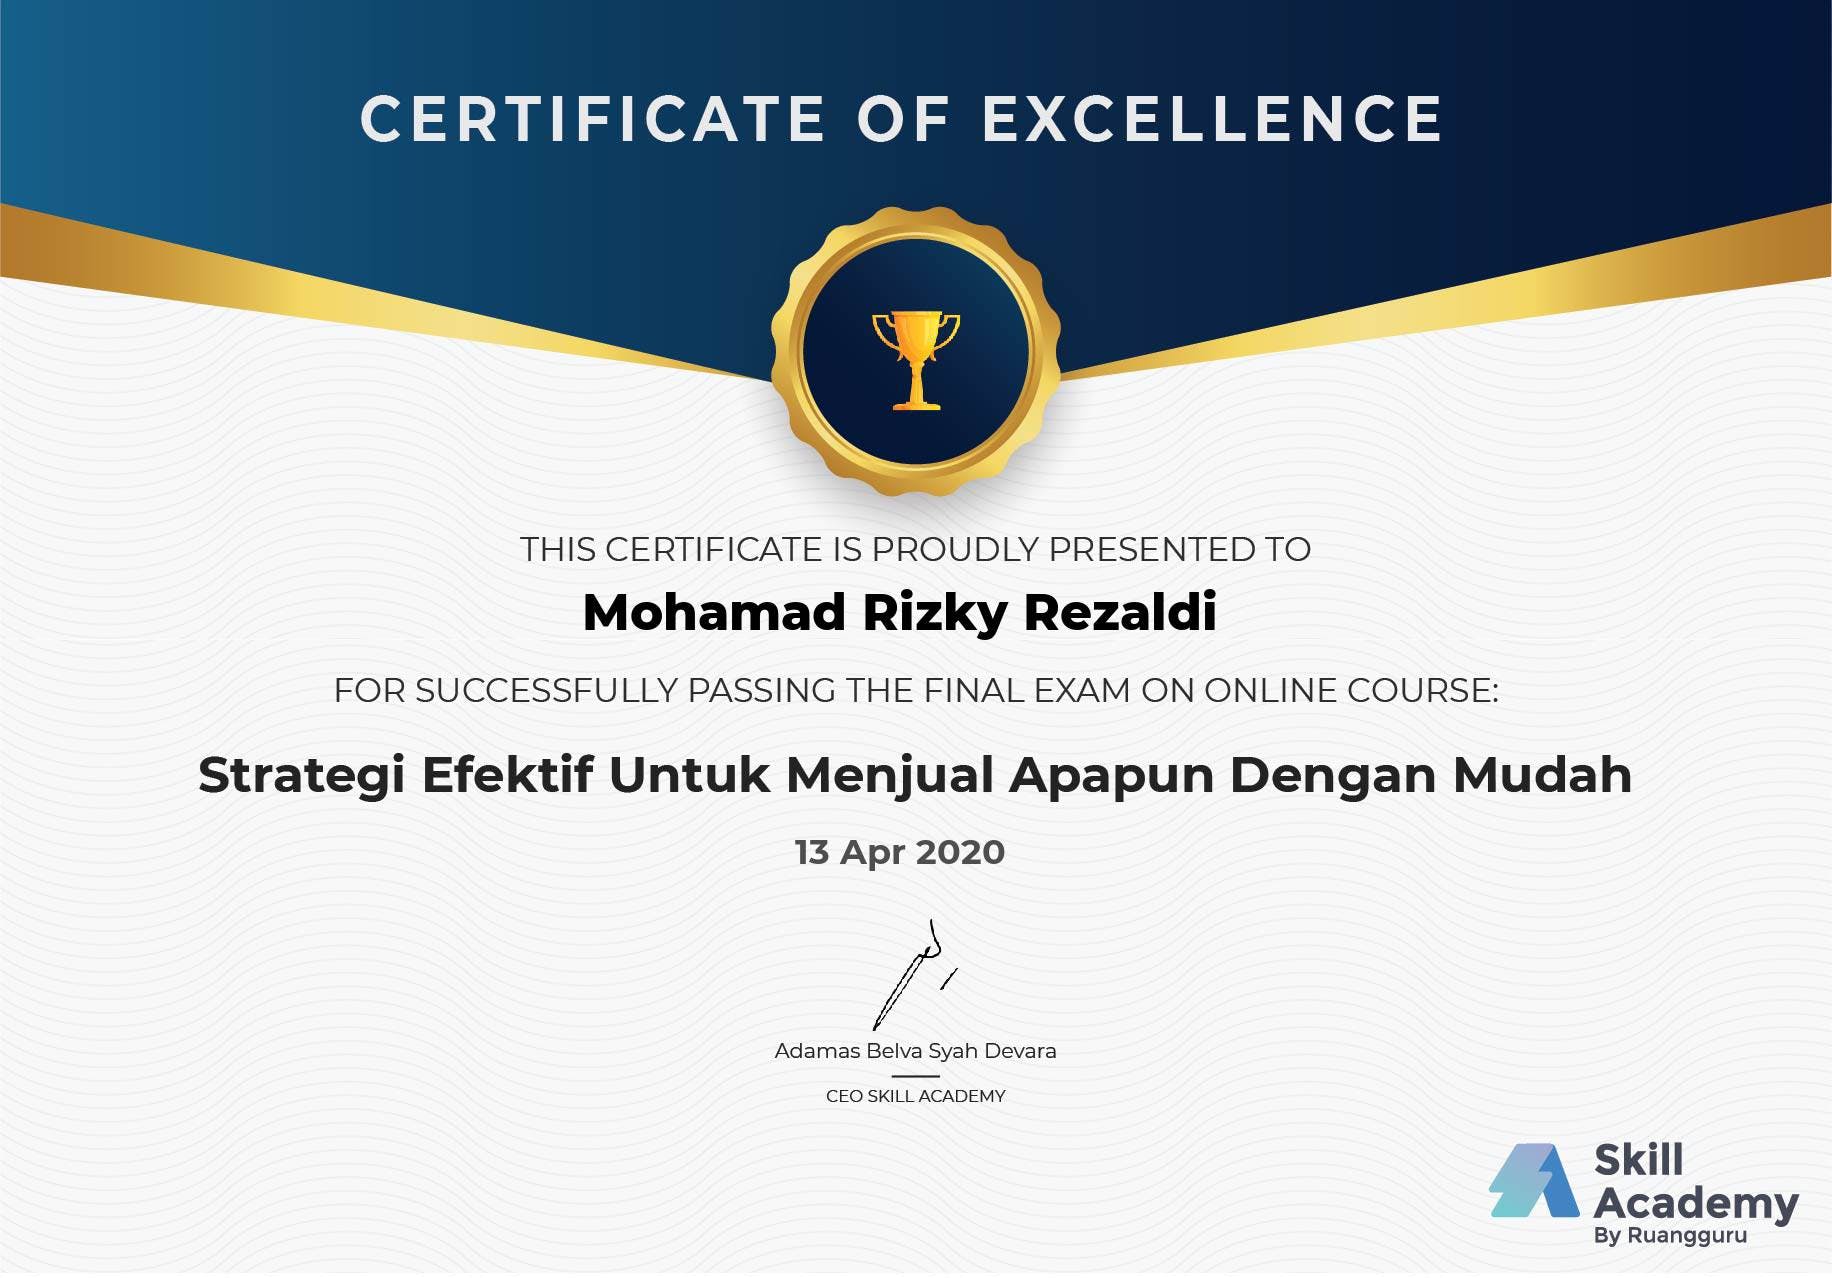 CERTIFICATE OF EXCELLENCE
THIS CERTIFICATE IS PROUDLY PRESENTED TO
Mohamad Rizky Rezaldi
FOR SUCCESSFULLY PASSING THE FINAL EXAM ON ONLINE COURSE:
Strategi Efektif Untuk Menjual Apapun Dengan Mudah
13 Apr 2020
Adamas Belva Syah Devara
CEO SKILL ACADEMY
Skill
Academy
By Ruangguru